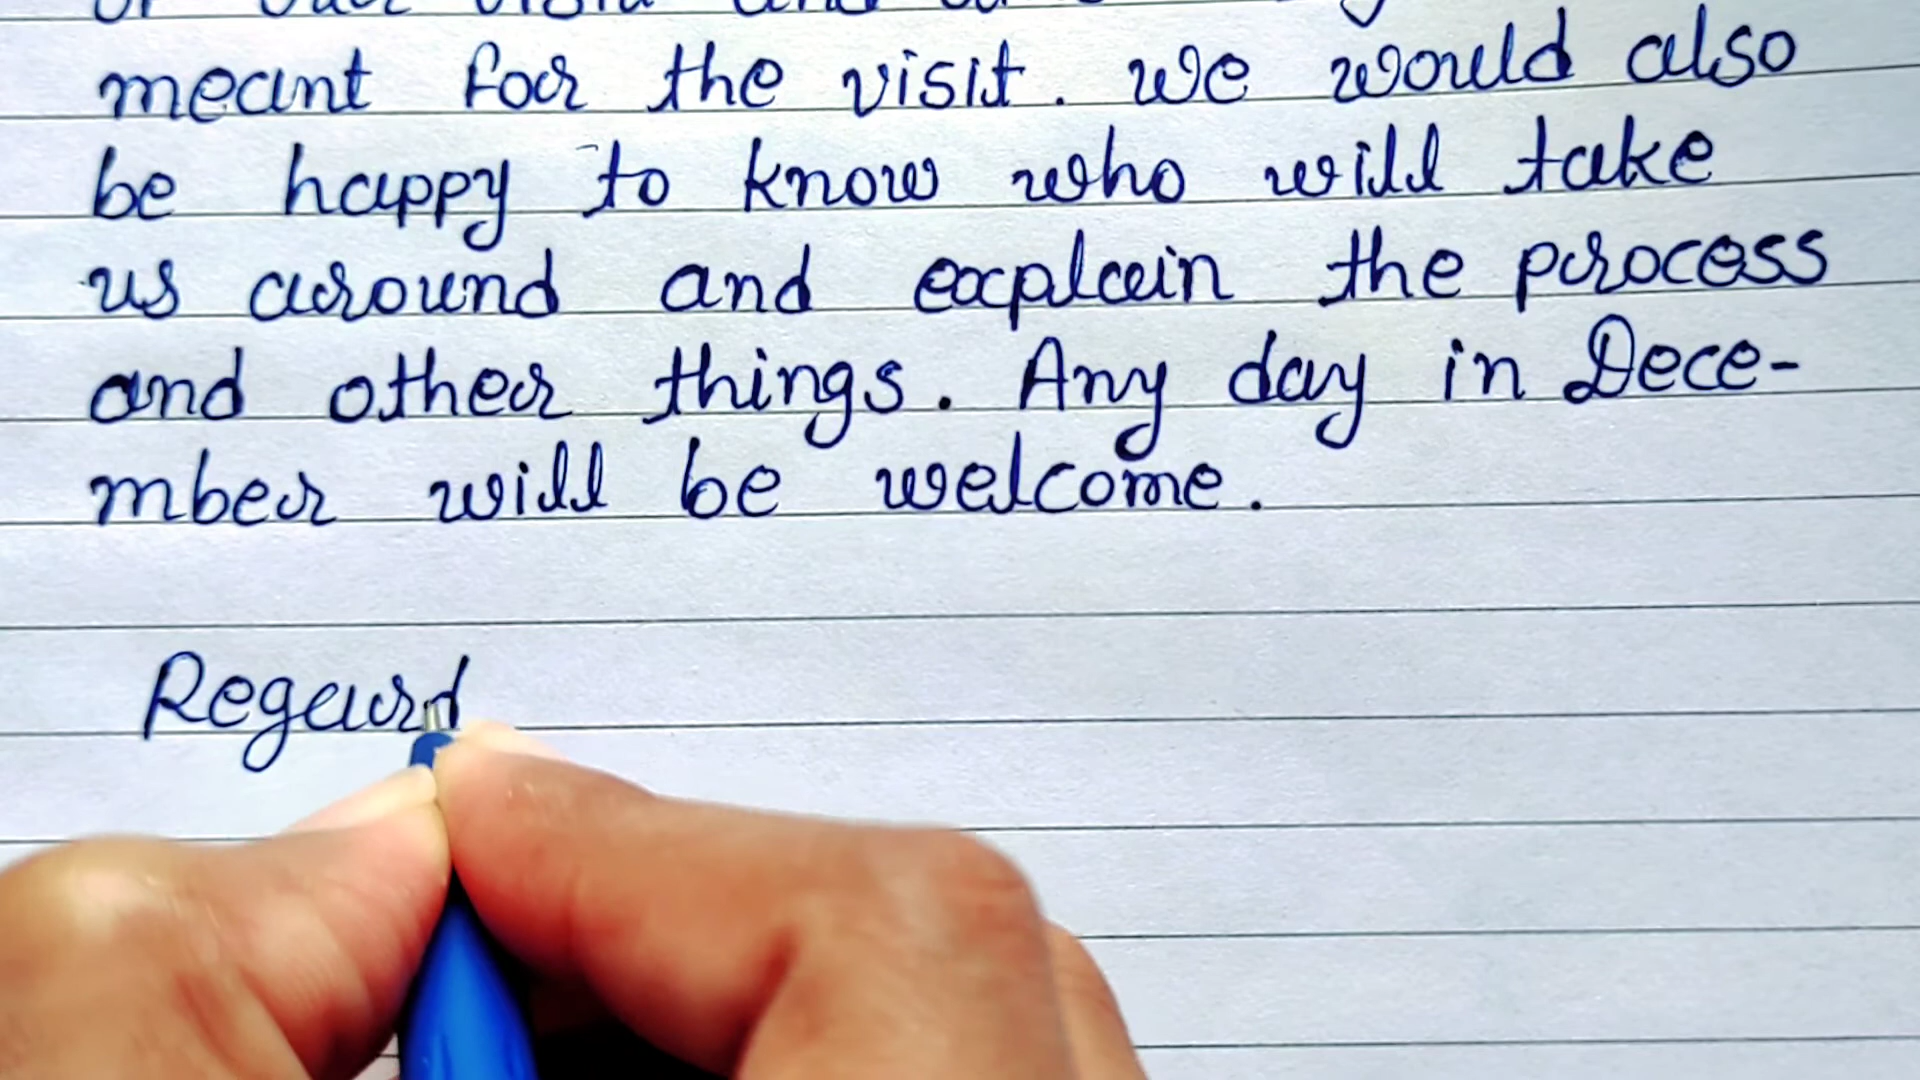 meant for the visit. we would also
be happy to know who will take
us around and explain the process
and other things. Any day in Dece-
mber will be welcome.
Regard